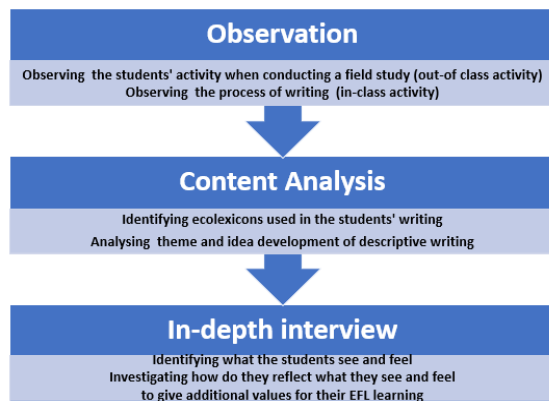 Observation
Observing the students' activity when conducting a field study (out-of class activity)
Observing the process of writing (in-class activity)
Content Analysis
Identifying ecolexicons used in the students' writing
Analysing theme and idea development of descriptive writing
In-depth interview
Identifying what the students see and feel
Investigating how do they reflect what they see and feel
to give additional values for their EFL learning